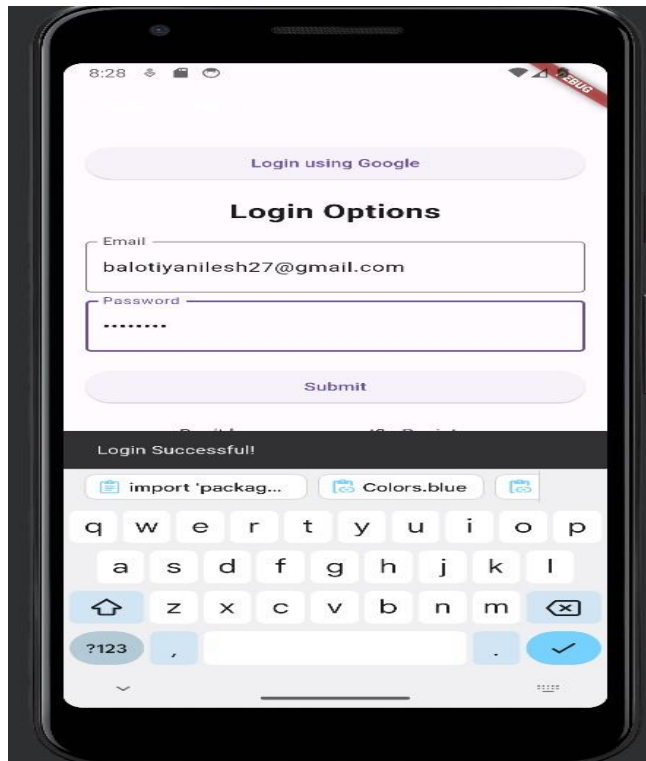 8:28
DEBUG
Login using Google
Login Options
Email
balotiyanilesh27@gmail.com
Password
••••••••
Submit
Login Successful!
import 'packag... Colors.blue
q w e r t y u i o p
a s d f g h j k l
z x c v b n m
?123 , .